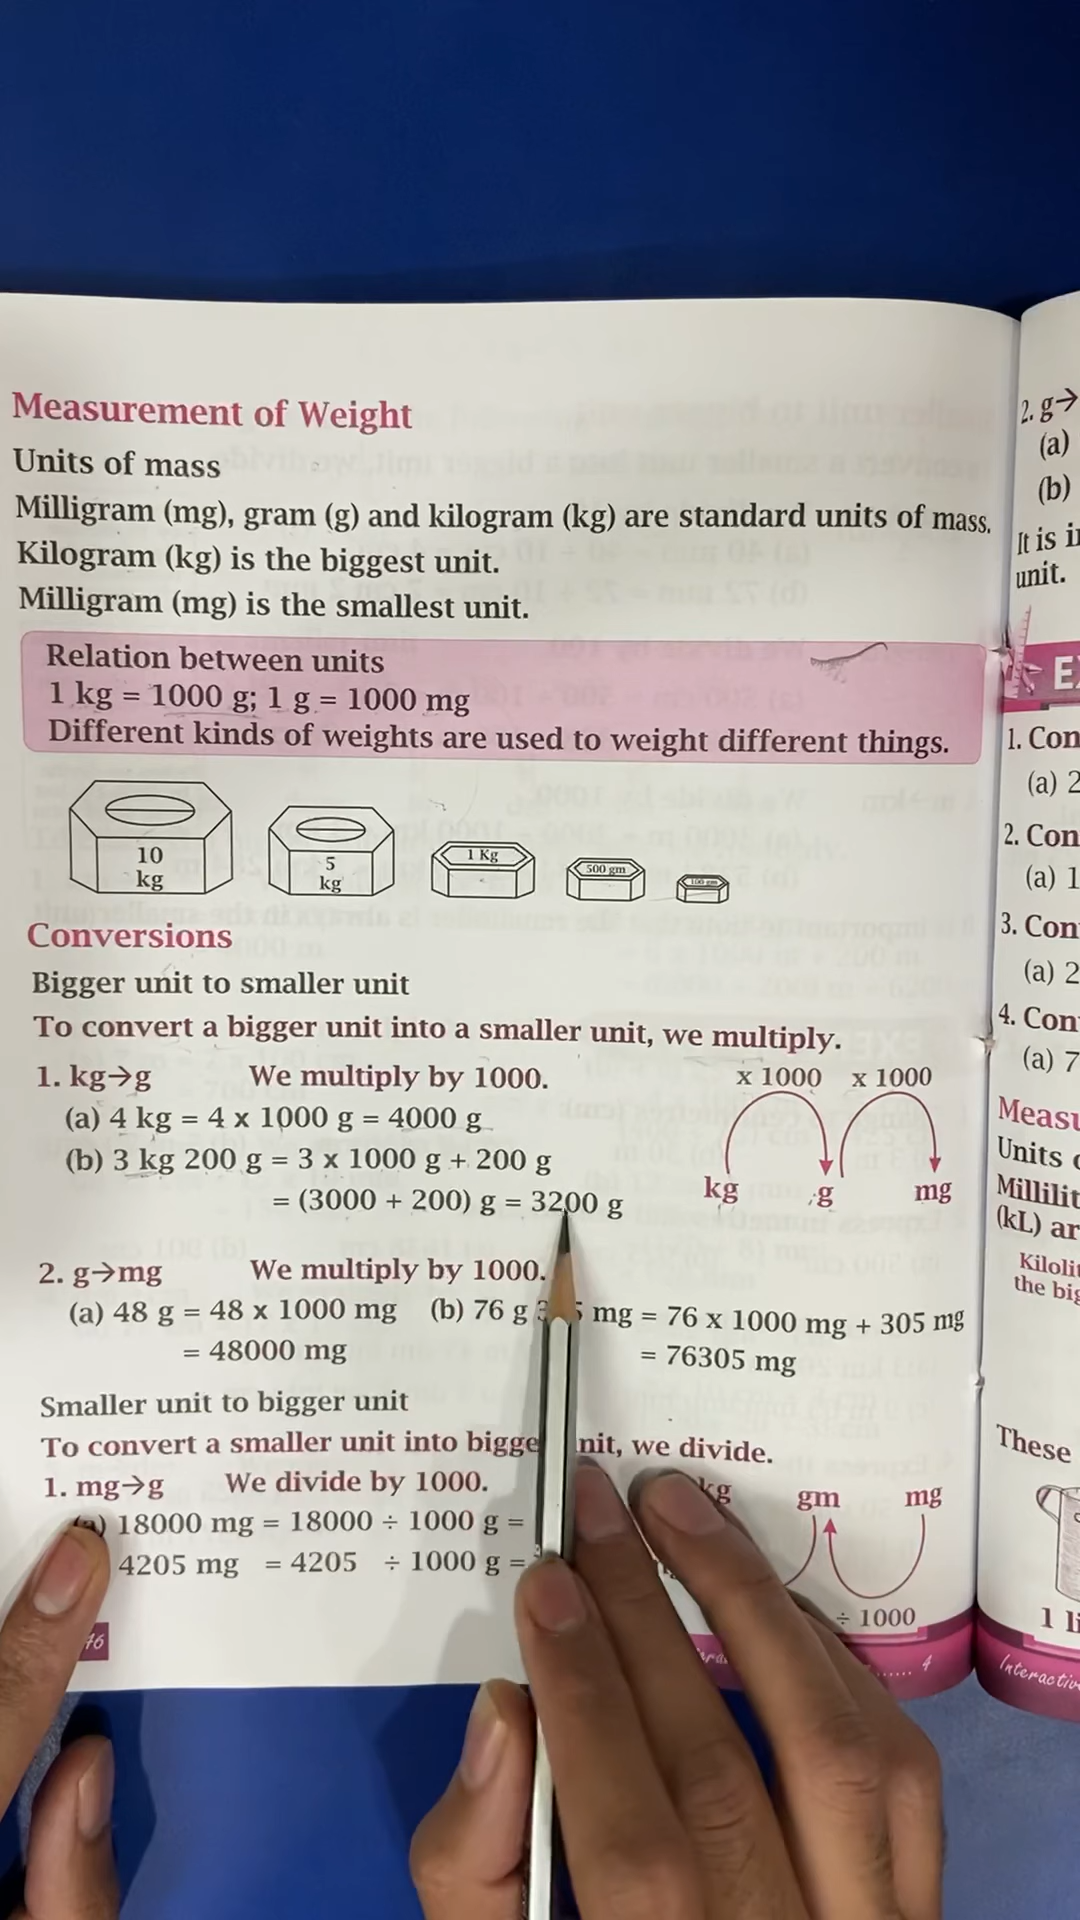 Measurement of Weight
Units of mass
Milligram (mg), gram (g) and kilogram (kg) are standard units of mass.
Kilogram (kg) is the biggest unit.
Milligram (mg) is the smallest unit.
Relation between units
1 kg = 1000 g; 1 g = 1000 mg
Different kinds of weights are used to weight different things.
10 kg
5 kg
1 Kg
500 gm
100 gm
Conversions
Bigger unit to smaller unit
To convert a bigger unit into a smaller unit, we multiply.
1. kg→g We multiply by 1000.
(a) 4 kg = 4 x 1000 g = 4000 g
(b) 3 kg 200 g = 3 x 1000 g + 200 g
= (3000 + 200) g = 3200 g
x 1000 x 1000
kg g mg
2. g→mg We multiply by 1000.
(a) 48 g = 48 x 1000 mg (b) 76 g mg = 76 x 1000 mg + 305 mg
= 48000 mg = 76305 mg
Smaller unit to bigger unit
To convert a smaller unit into bigge nit, we divide.
1. mg→g We divide by 1000.
18000 mg = 18000 ÷ 1000 g =
4205 mg = 4205 ÷ 1000 g =
kg gm mg
÷ 1000
4
2. g→
(a)
(b)
It is i
unit.
E
1. Con
(a) 2
2. Con
(a) 1
3. Con
(a) 2
4. Con
(a) 7
Measu
Units
Millilit
(kL) ar
Kiloli
the big
These
1 li
Interactiv